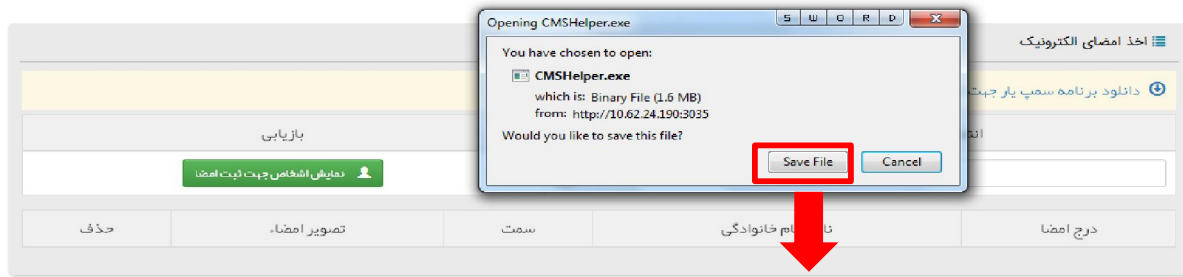 Opening CMSHelper.exe
S W O R D
You have chosen to open:
CMSHelper.exe
which is: Binary File (1.6 MB)
from: http://10.62.24.190:3035
Would you like to save this file?
Save File Cancel
اخذ امضای الکترونیک
دانلود برنامه سمپ یار جهت
بازیابی
نمایش اشخاص جهت ثبت امضا
درج امضا
خانوادگی
سمت
تصویر امضاء
حذف